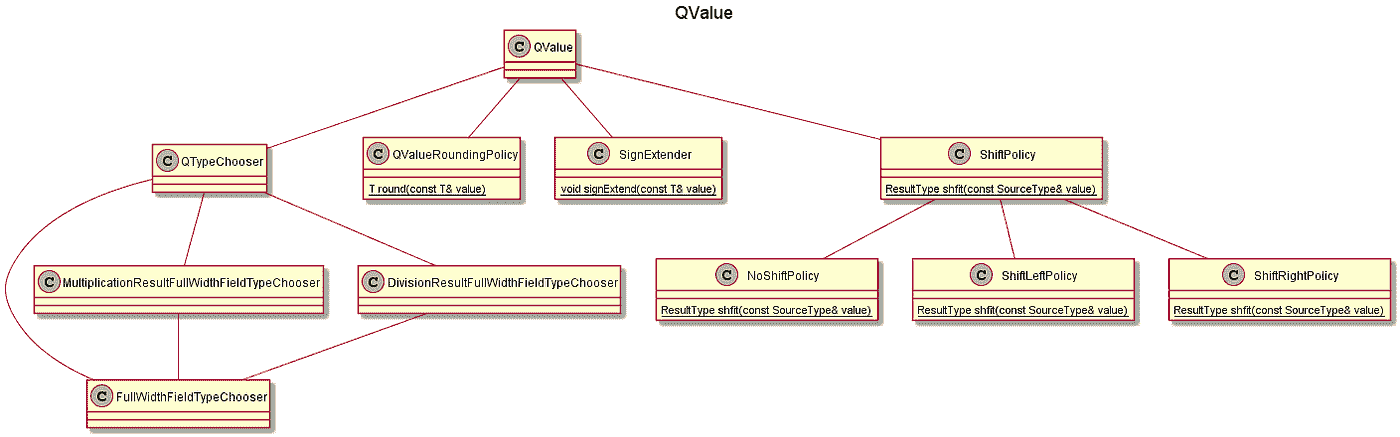 QValue
C QValue
C QTypeChooser
C QValueRoundingPolicy
T round(const T& value)
C SignExtender
void signExtend(const T& value)
C ShiftPolicy
ResultType shfit(const SourceType& value)
C MultiplicationResultFullWidthFieldTypeChooser
C DivisionResultFullWidthFieldTypeChooser
C NoShiftPolicy
ResultType shfit(const SourceType& value)
C ShiftLeftPolicy
ResultType shfit(const SourceType& value)
C ShiftRightPolicy
ResultType shfit(const SourceType& value)
C FullWidthFieldTypeChooser